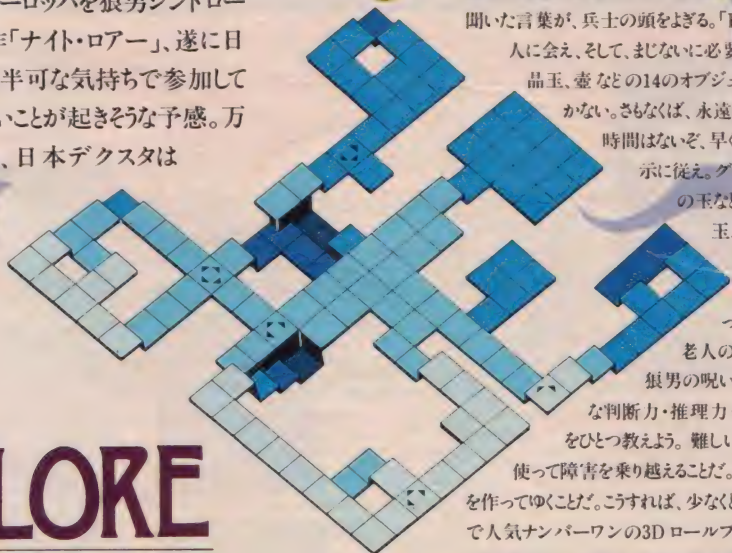 ーロッパを狼男シンドロー
「ナイト・ロアー」、遂に日
半可な気持ちで参加して
いことが起きそうな予感。万
、日本デクスタは
LORE
聞いた言葉が、兵士の頭をよぎる。「
人に会え、そして、まじないに必要
晶玉、壺などの14のオブジェ
かない。さもなくば、永遠
時間はないぞ、早く
示に従え。グ
の玉な
玉
つ
老人の
狼男の呪い
な判断力・推理力
をひとつ教えよう。難しい
使って障害を乗り越えることだ。
を作ってゆくことだ。こうすれば、少なくと
で人気ナンバーワンの3Dロールプ